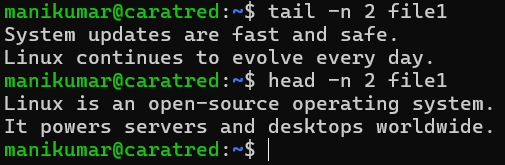 manikumar@caratred:~$ tail -n 2 file1
System updates are fast and safe.
Linux continues to evolve every day.
manikumar@caratred:~$ head -n 2 file1
Linux is an open-source operating system.
It powers servers and desktops worldwide.
manikumar@caratred:~$